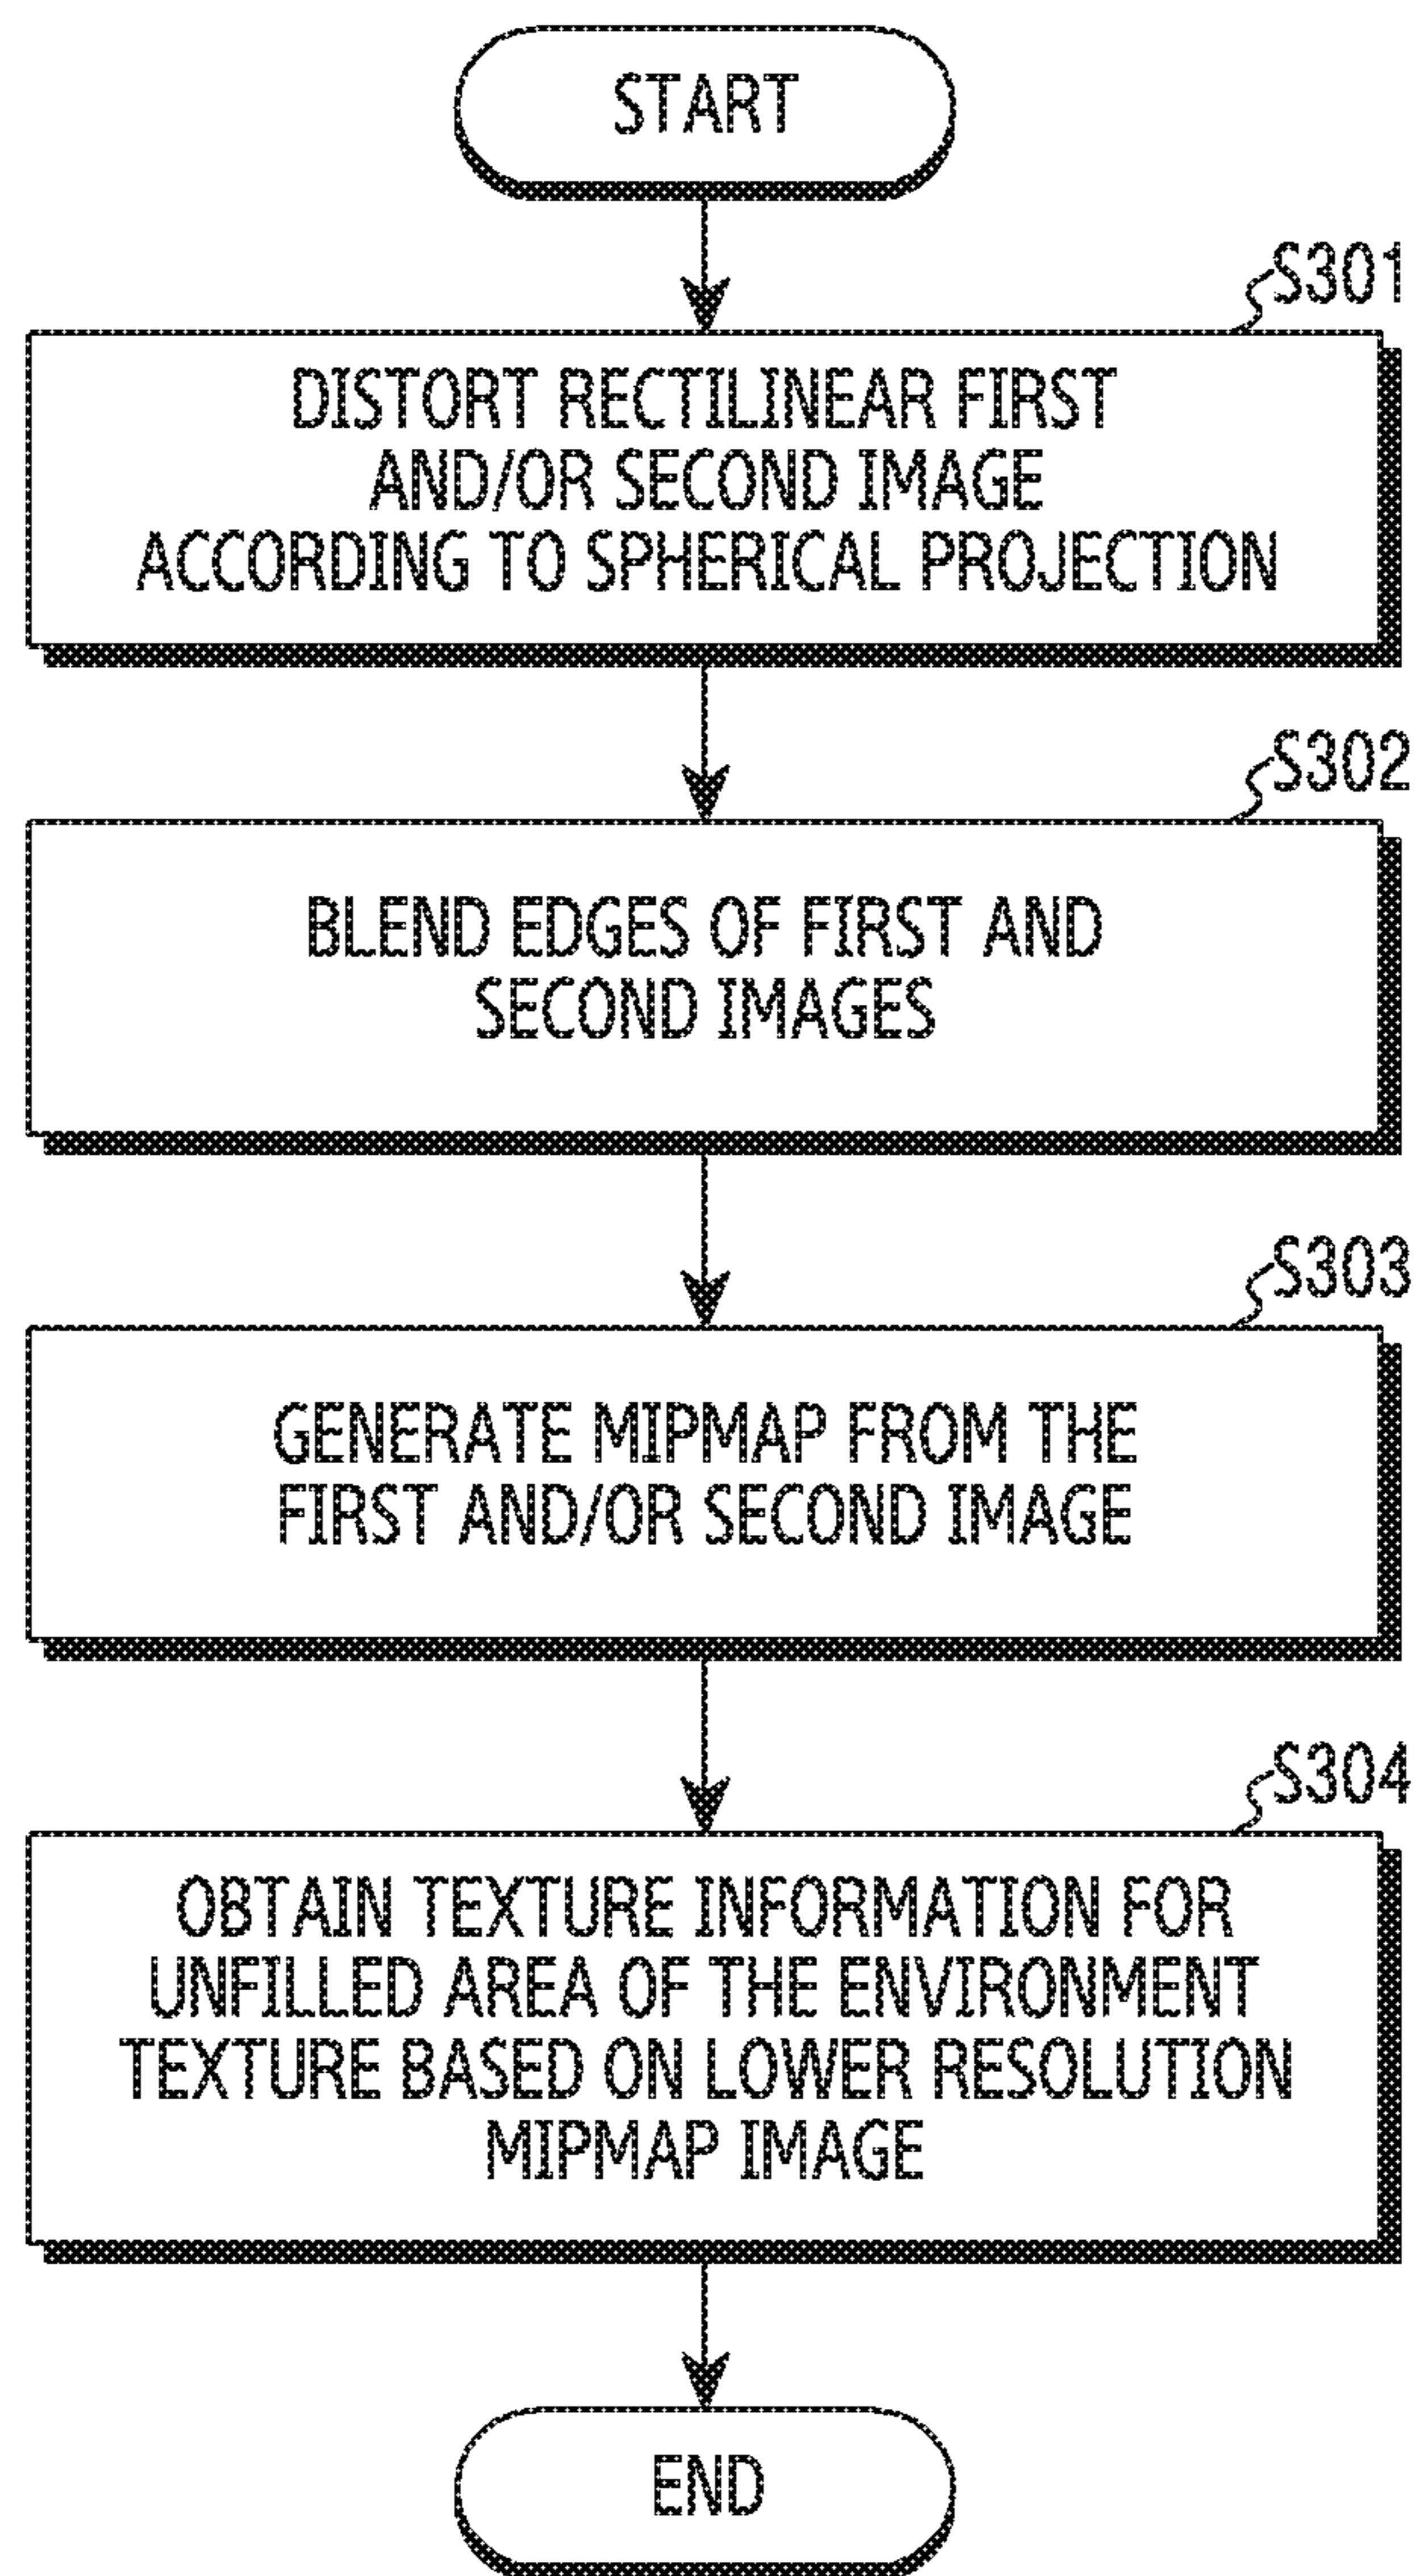 START
S301
DISTORT RECTILINEAR FIRST
AND/OR SECOND IMAGE
ACCORDING TO SPHERICAL PROJECTION
S302
BLEND EDGES OF FIRST AND
SECOND IMAGES
S303
GENERATE MIPMAP FROM THE
FIRST AND/OR SECOND IMAGE
S304
OBTAIN TEXTURE INFORMATION FOR
UNFILLED AREA OF THE ENVIRONMENT
TEXTURE BASED ON LOWER RESOLUTION
MIPMAP IMAGE
END